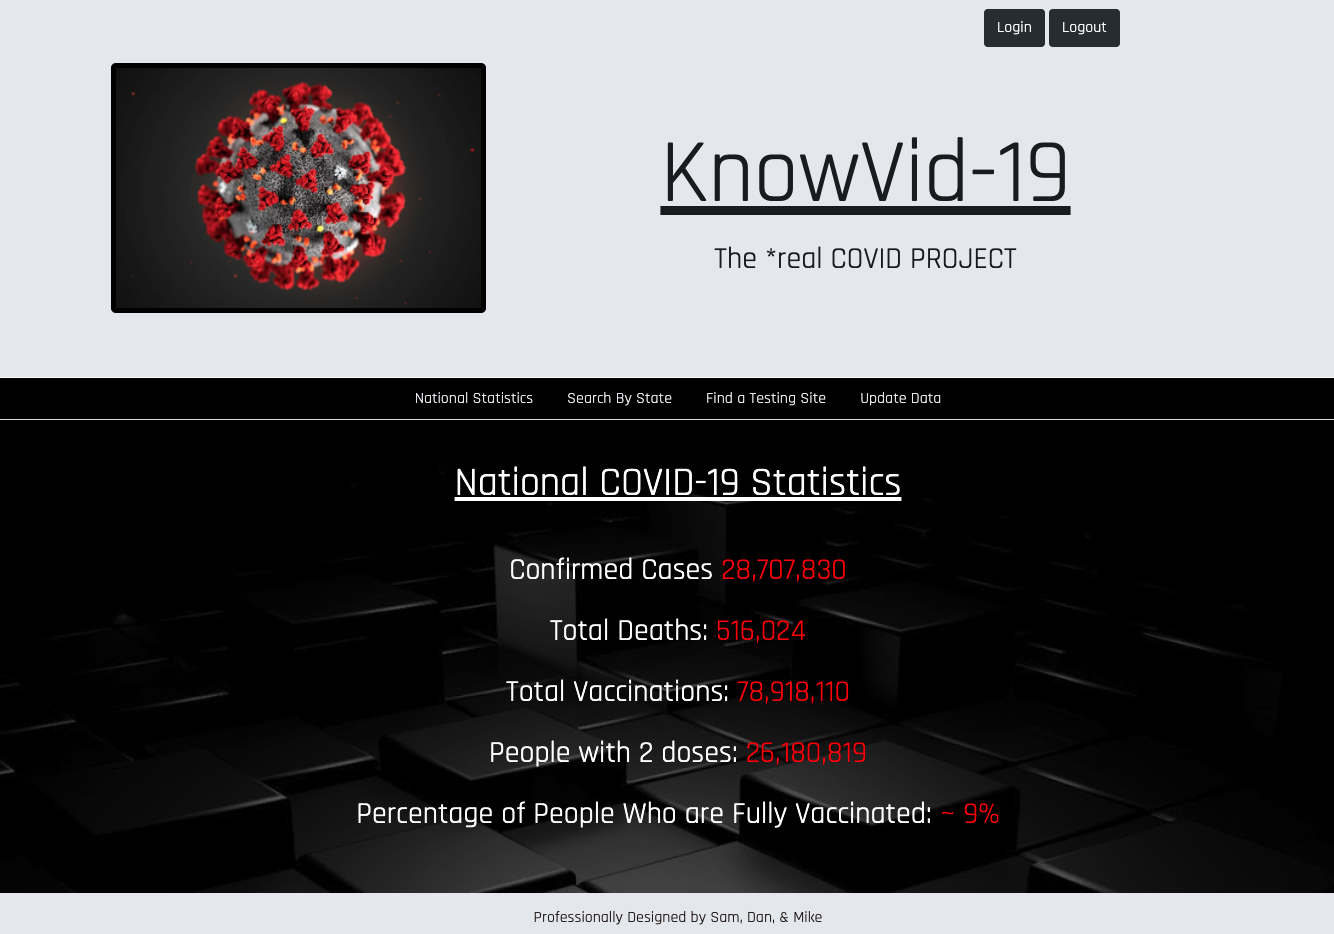 Login Logout
KnowVid-19
The *real COVID PROJECT
National Statistics Search By State Find a Testing Site Update Data
National COVID-19 Statistics
Confirmed Cases 28,707,830
Total Deaths: 516,024
Total Vaccinations: 78,918,110
People with 2 doses: 26,180,819
Percentage of People Who are Fully Vaccinated: ~ 9%
Professionally Designed by Sam, Dan, & Mike